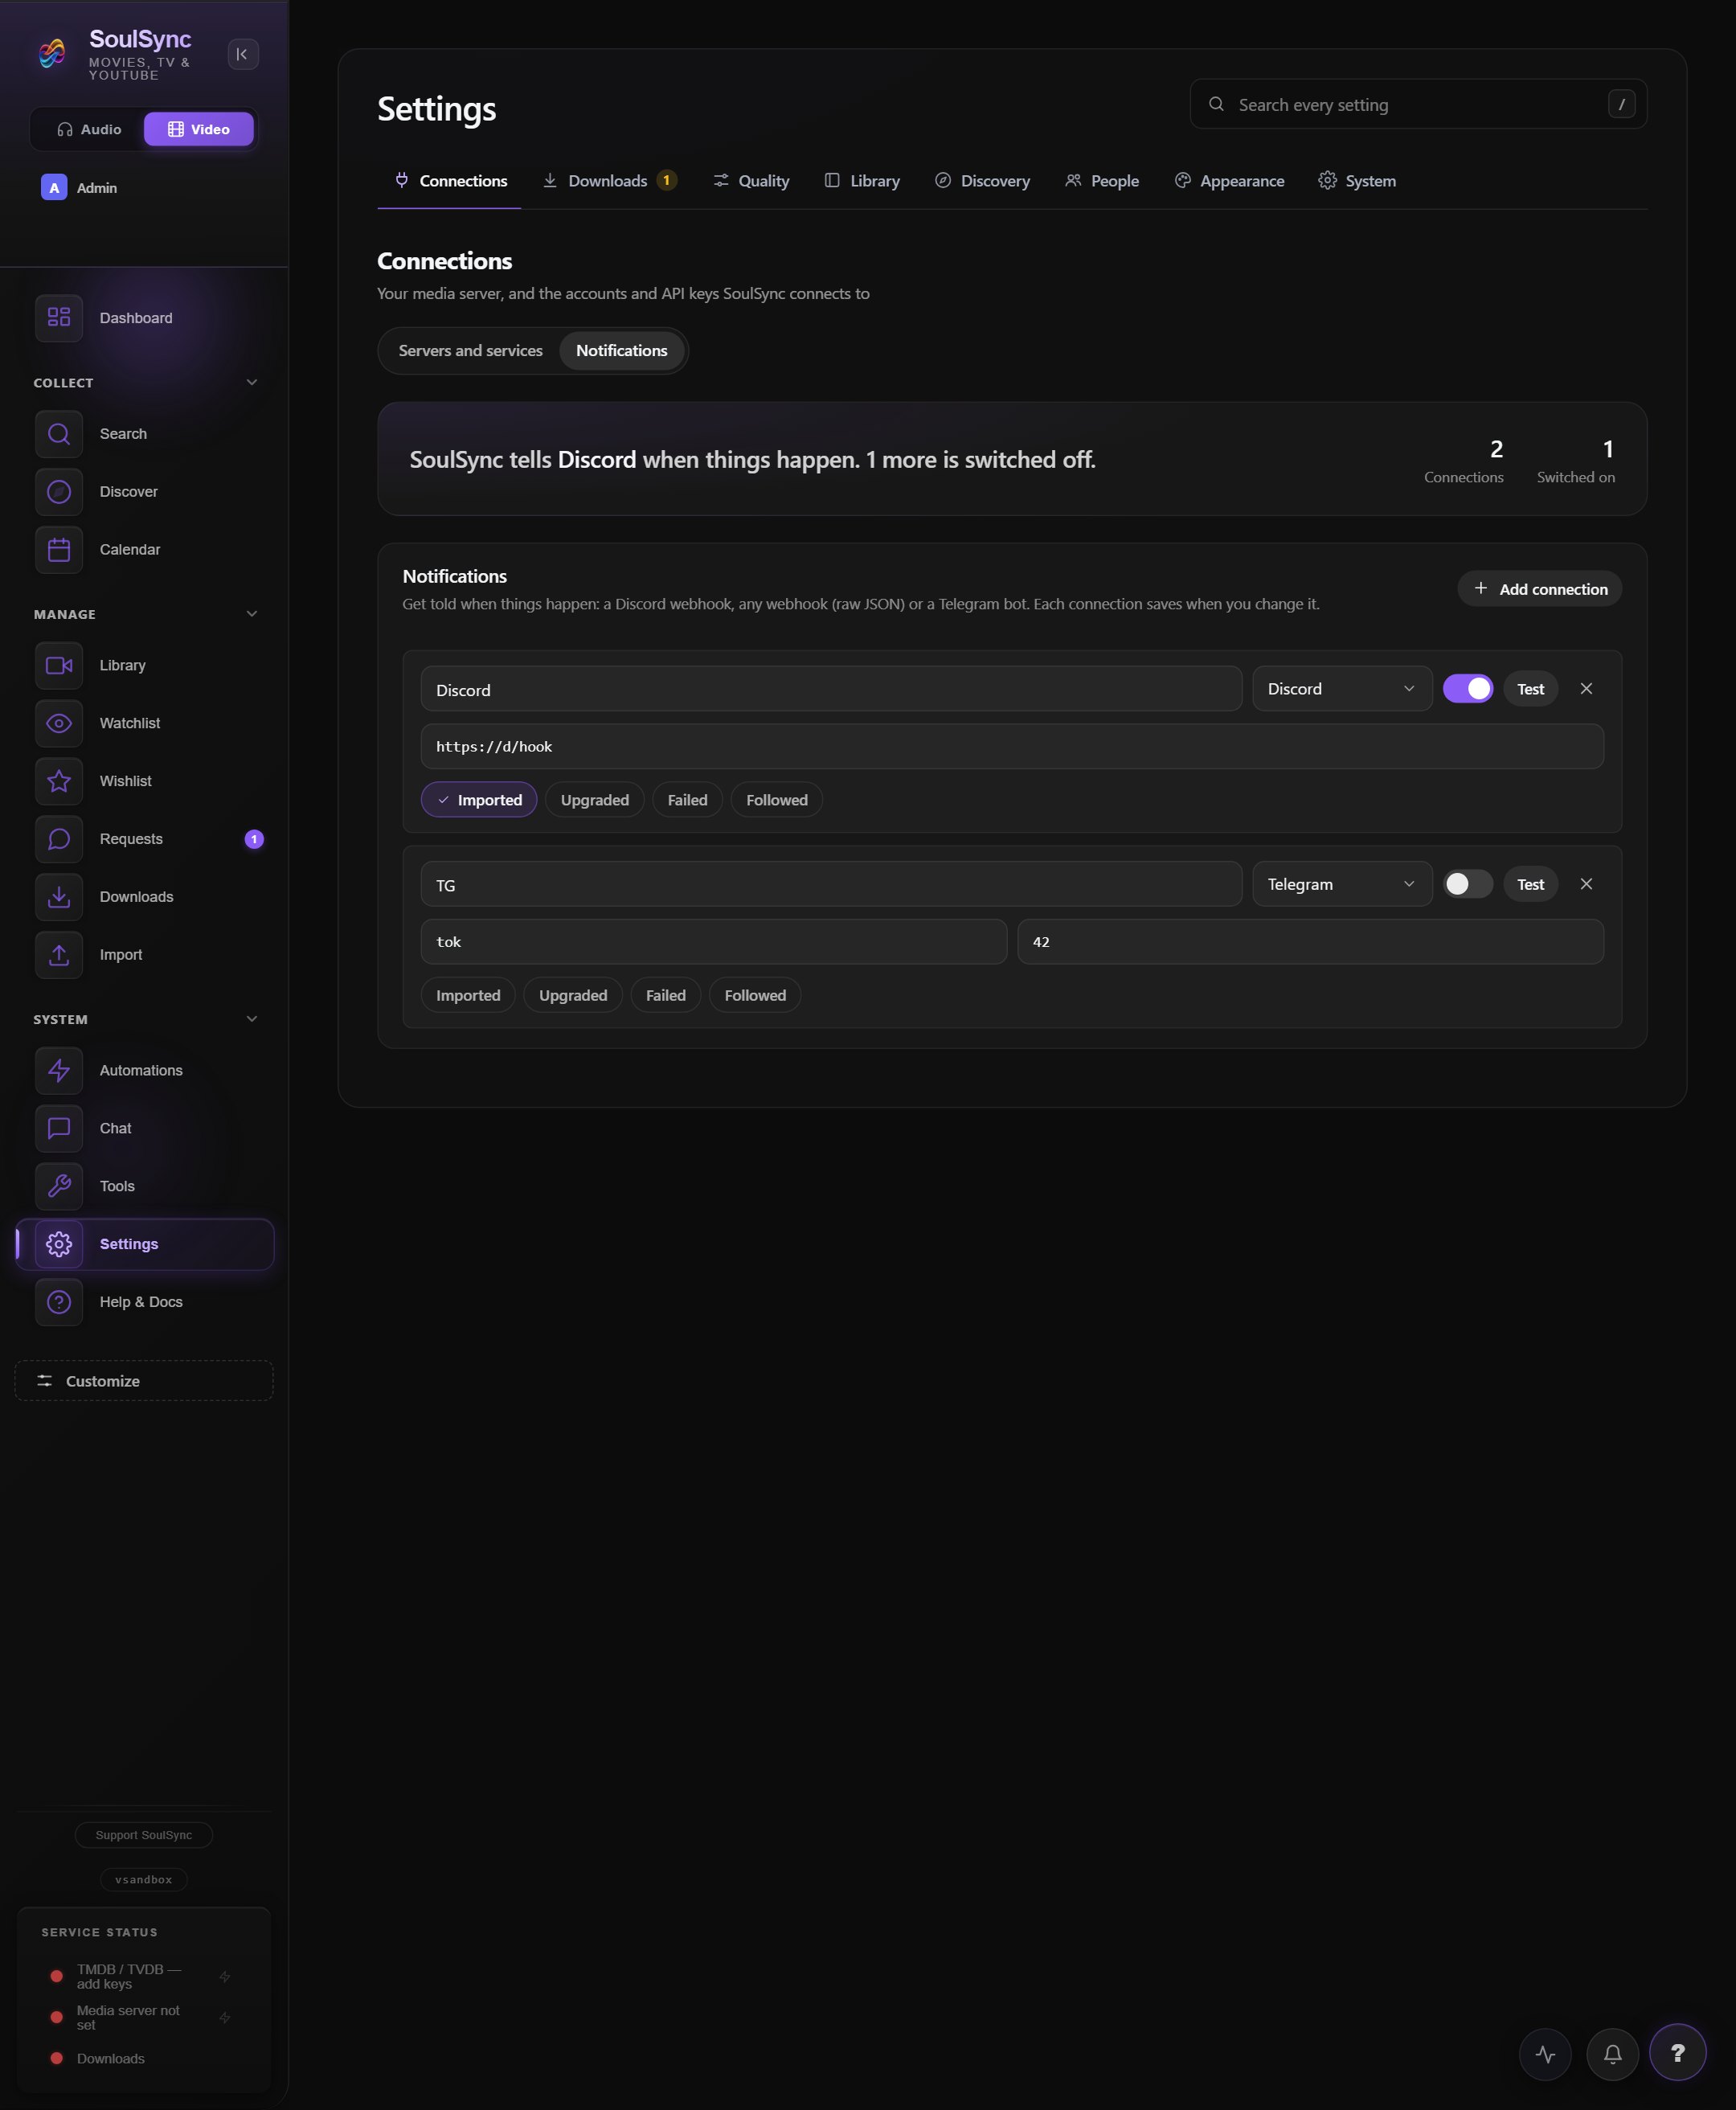 SoulSync
MOVIES, TV &
YOUTUBE
Audio
Video
A
Admin
Dashboard
COLLECT
Search
Discover
Calendar
MANAGE
Library
Watchlist
Wishlist
Requests
1
Downloads
Import
SYSTEM
Automations
Chat
Tools
Settings
Help & Docs
Customize
Support SoulSync
vsandbox
SERVICE STATUS
TMDB / TVDB —
add keys
Media server not
set
Downloads
Settings
Search every setting
/
Connections
Downloads 1
Quality
Library
Discovery
People
Appearance
System
Connections
Your media server, and the accounts and API keys SoulSync connects to
Servers and services
Notifications
SoulSync tells Discord when things happen. 1 more is switched off.
2
Connections
1
Switched on
Notifications
Get told when things happen: a Discord webhook, any webhook (raw JSON) or a Telegram bot. Each connection saves when you change it.
Add connection
Discord
Discord
Test
https://d/hook
Imported
Upgraded
Failed
Followed
TG
Telegram
Test
tok
42
Imported
Upgraded
Failed
Followed
?